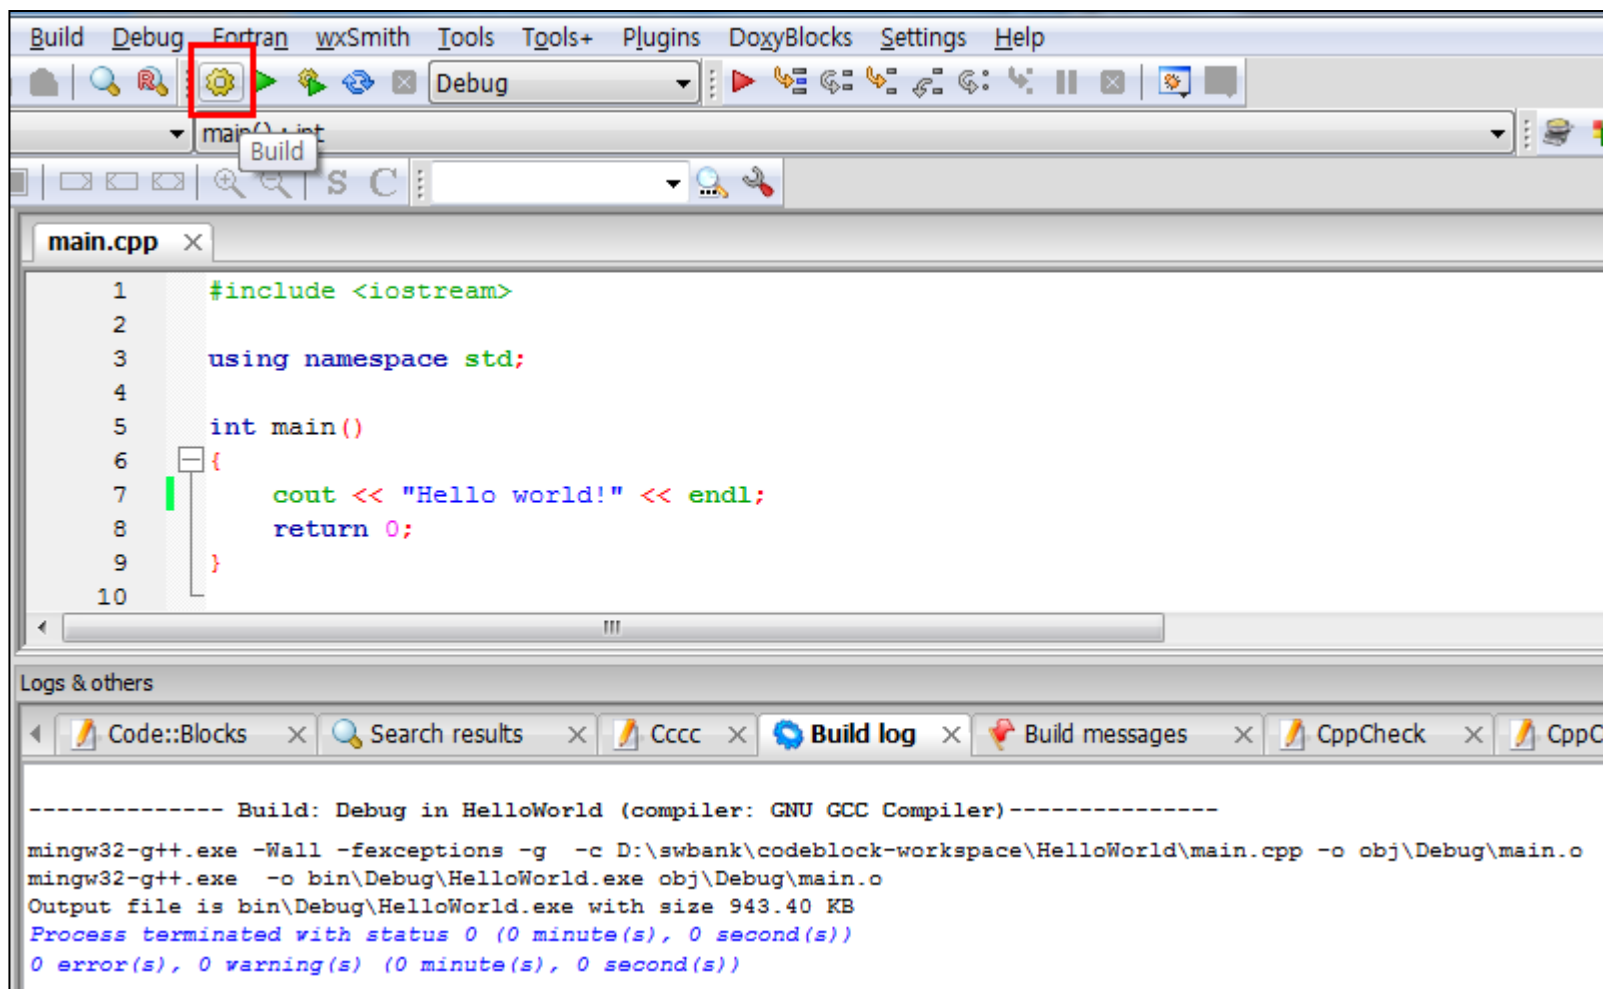 Build Debug Fortran wxSmith Tools Tools+ Plugins DoxyBlocks Settings Help
Debug
main() : int
Build
S C
main.cpp
1 #include <iostream>
2
3 using namespace std;
4
5 int main()
6 {
7 cout << "Hello world!" << endl;
8 return 0;
9 }
10
Logs & others
Code::Blocks Search results Cccc Build log Build messages CppCheck CppC
-------------- Build: Debug in HelloWorld (compiler: GNU GCC Compiler)---------------
mingw32-g++.exe -Wall -fexceptions -g  -c D:\swbank\codeblock-workspace\HelloWorld\main.cpp -o obj\Debug\main.o
mingw32-g++.exe  -o bin\Debug\HelloWorld.exe obj\Debug\main.o
Output file is bin\Debug\HelloWorld.exe with size 943.40 KB
Process terminated with status 0 (0 minute(s), 0 second(s))
0 error(s), 0 warning(s) (0 minute(s), 0 second(s))